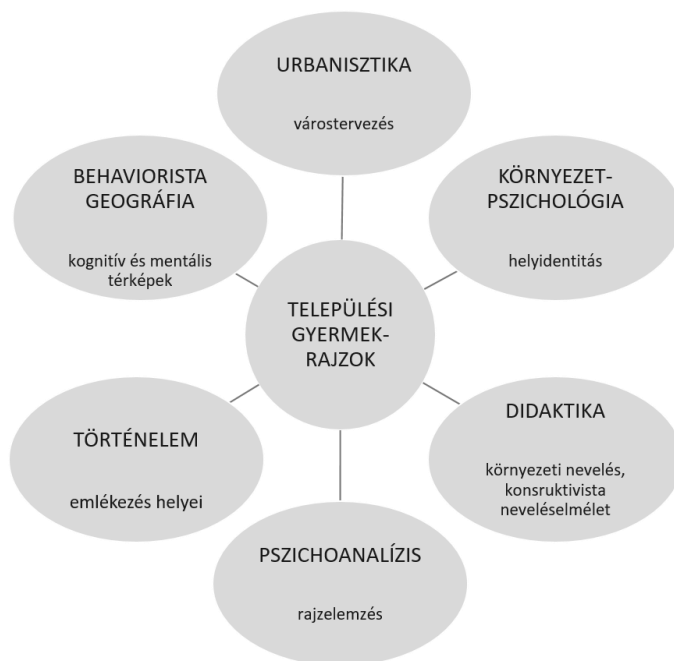 URBANISZTIKA
városterveзés
BEHAVIORISTA
GEOGRÁFIA
kognitív és mentális
térképek
KÖRNYEZET-
PSZICHOLÓGIA
helyidentitás
TELEPÜLÉSI
GYERMEK-
RAJZOK
TÖRTÉNELEM
emlékezés helyei
DIDAKTIKA
környezeti nevelés,
konsruktivista
neveléselmélet
PSZICHOANALÍZIS
rajzelemzés